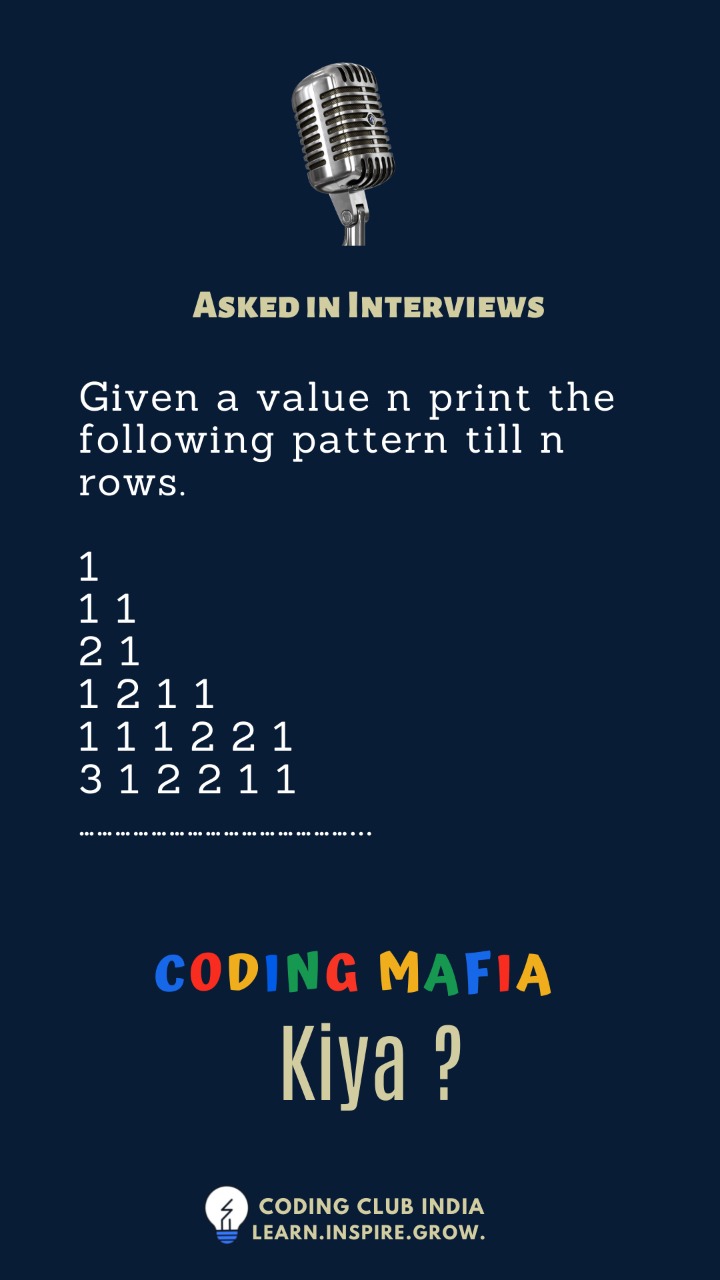 Asked in Interviews
Given a value n print the
following pattern till n
rows.
1
1 1
2 1
1 2 1 1
1 1 1 2 2 1
3 1 2 2 1 1
………………………………………...
CODING MAFIA
Kiya ?
CODING CLUB INDIA
LEARN.INSPIRE.GROW.